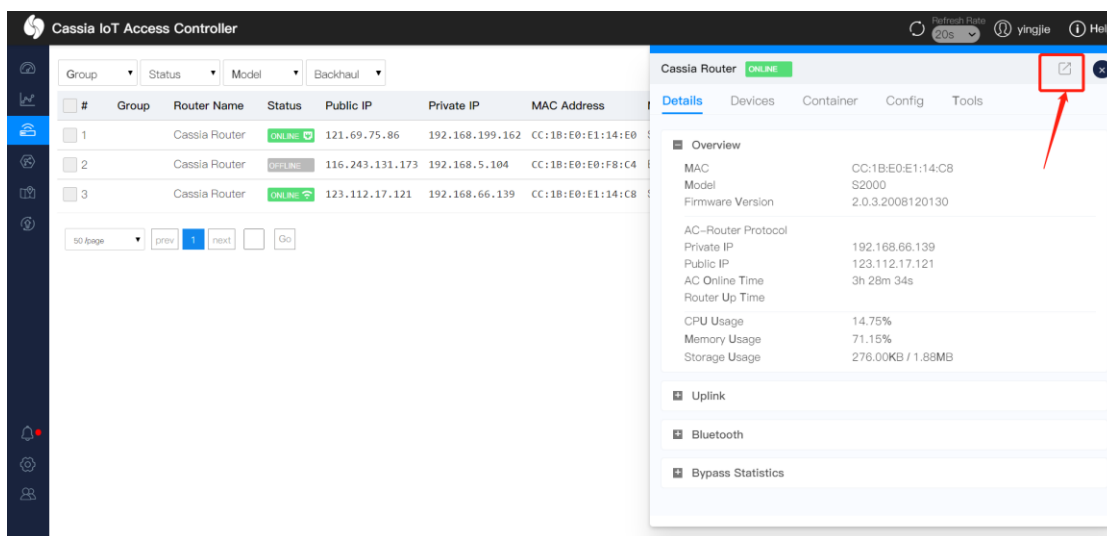 Cassia IoT Access Controller
Refresh Rate
20s
yingjie
Hel
Group Status Model Backhaul
# Group Router Name Status Public IP Private IP MAC Address
1 Cassia Router ONLINE 121.69.75.86 192.168.199.162 CC:1B:E0:E1:14:E0
2 Cassia Router OFFLINE 116.243.131.173 192.168.5.104 CC:1B:E0:E0:F8:C4
3 Cassia Router ONLINE 123.112.17.121 192.168.66.139 CC:1B:E0:E1:14:C8
50 /page prev 1 next Go
Cassia Router ONLINE
Details Devices Container Config Tools
Overview
MAC CC:1B:E0:E1:14:C8
Model S2000
Firmware Version 2.0.3.2008120130
AC-Router Protocol
Private IP 192.168.66.139
Public IP 123.112.17.121
AC Online Time 3h 28m 34s
Router Up Time
CPU Usage 14.75%
Memory Usage 71.15%
Storage Usage 276.00KB / 1.88MB
Uplink
Bluetooth
Bypass Statistics